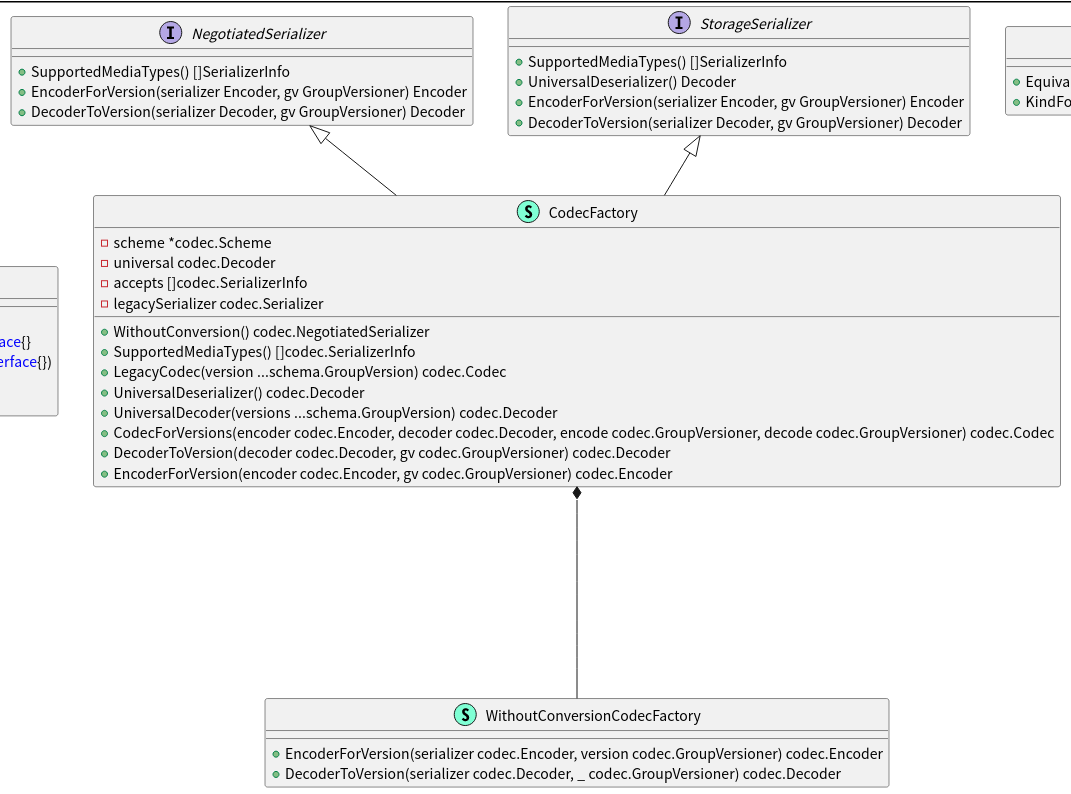 I NegotiatedSerializer
SupportedMediaTypes() []SerializerInfo
EncoderForVersion(serializer Encoder, gv GroupVersioner) Encoder
DecoderToVersion(serializer Decoder, gv GroupVersioner) Decoder
I StorageSerializer
SupportedMediaTypes() []SerializerInfo
UniversalDeserializer() Decoder
EncoderForVersion(serializer Encoder, gv GroupVersioner) Encoder
DecoderToVersion(serializer Decoder, gv GroupVersioner) Decoder
Equiva
KindFo
ace{}
erface{})
S CodecFactory
scheme *codec.Scheme
universal codec.Decoder
accepts []codec.SerializerInfo
legacySerializer codec.Serializer
WithoutConversion() codec.NegotiatedSerializer
SupportedMediaTypes() []codec.SerializerInfo
LegacyCodec(version ...schema.GroupVersion) codec.Codec
UniversalDeserializer() codec.Decoder
UniversalDecoder(versions ...schema.GroupVersion) codec.Decoder
CodecForVersions(encoder codec.Encoder, decoder codec.Decoder, encode codec.GroupVersioner, decode codec.GroupVersioner) codec.Codec
DecoderToVersion(decoder codec.Decoder, gv codec.GroupVersioner) codec.Decoder
EncoderForVersion(encoder codec.Encoder, gv codec.GroupVersioner) codec.Encoder
S WithoutConversionCodecFactory
EncoderForVersion(serializer codec.Encoder, version codec.GroupVersioner) codec.Encoder
DecoderToVersion(serializer codec.Decoder, _ codec.GroupVersioner) codec.Decoder